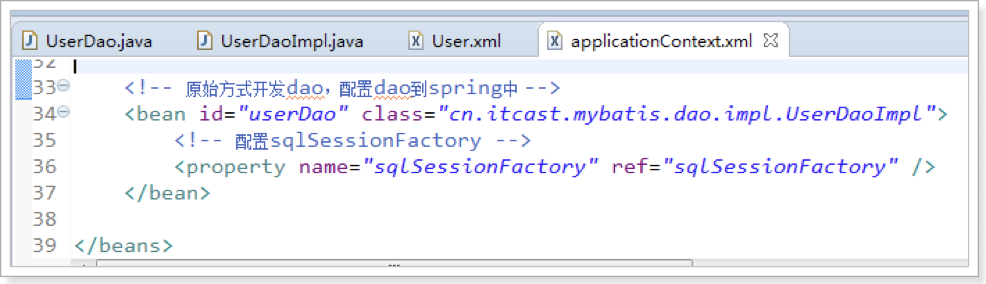 UserDao.java UserDaoImpl.java User.xml applicationContext.xml
32
33 <!-- 原始方式开发dao，配置dao到spring中 -->
34 <bean id="userDao" class="cn.itcast.mybatis.dao.impl.UserDaoImpl">
35 <!-- 配置sqlSessionFactory -->
36 <property name="sqlSessionFactory" ref="sqlSessionFactory" />
37 </bean>
38
39 </beans>